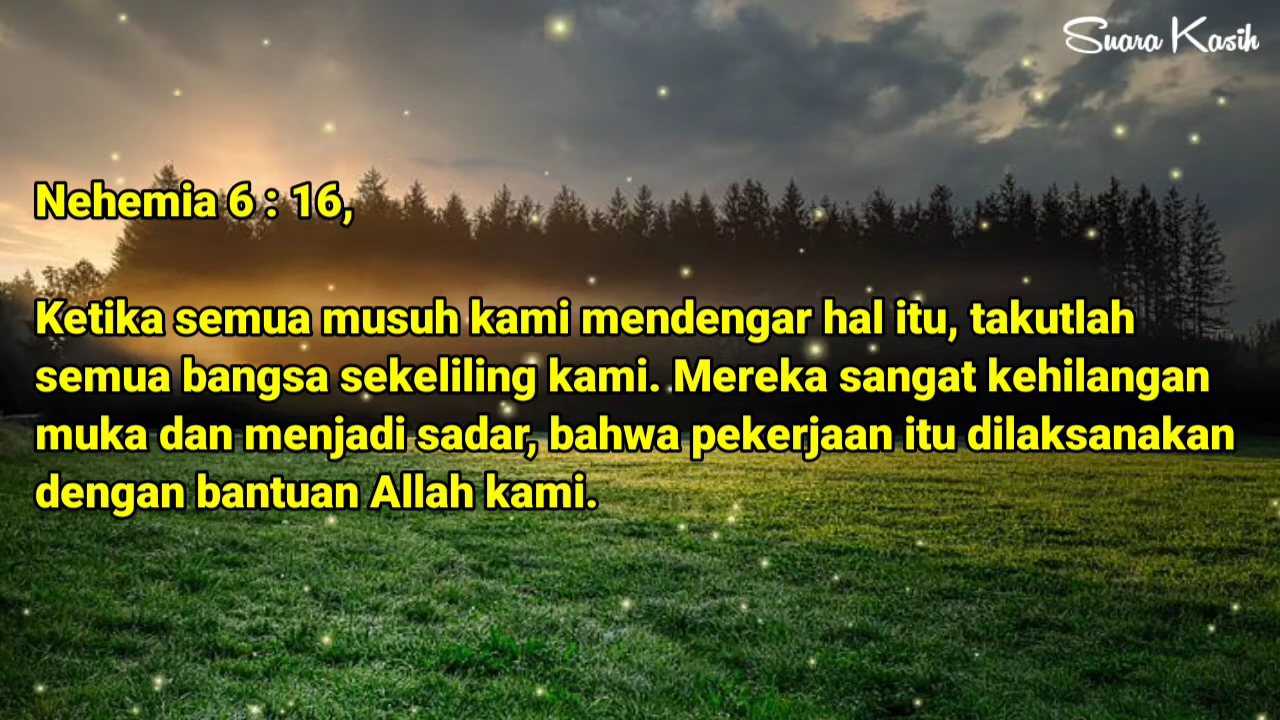 Suara Kasih
Nehemia 6 : 16,
Ketika semua musuh kami mendengar hal itu, takutlah
semua bangsa sekeliling kami. Mereka sangat kehilangan
muka dan menjadi sadar, bahwa pekerjaan itu dilaksanakan
dengan bantuan Allah kami.